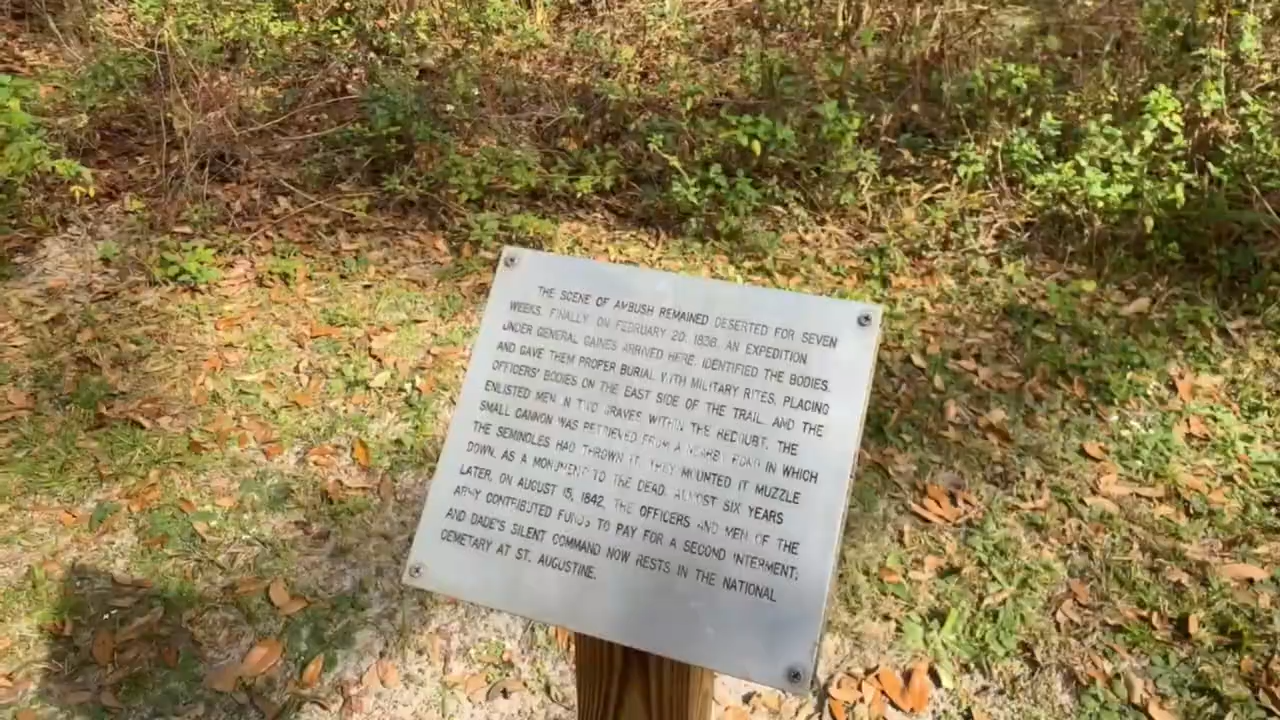 THE SCENE OF AMBUSH REMAINED DESERTED FOR SEVEN
WEEKS. FINALLY, ON FEBRUARY 20, 1836, AN EXPEDITION
UNDER GENERAL GAINES ARRIVED HERE, IDENTIFIED THE BODIES,
AND GAVE THEM PROPER BURIAL WITH MILITARY RITES, PLACING
OFFICERS' BODIES ON THE EAST SIDE OF THE TRAIL, AND THE
ENLISTED MEN IN TWO GRAVES WITHIN THE REDOUBT. THE
SMALL CANNON WAS RETRIEVED FROM A NEARBY POND IN WHICH
THE SEMINOLES HAD THROWN IT. THEY MOUNTED IT MUZZLE
DOWN, AS A MONUMENT TO THE DEAD. ALMOST SIX YEARS
LATER, ON AUGUST 15, 1842, THE OFFICERS AND MEN OF THE
ARMY CONTRIBUTED FUNDS TO PAY FOR A SECOND INTERMENT;
AND DADE'S SILENT COMMAND NOW RESTS IN THE NATIONAL
CEMETARY AT ST. AUGUSTINE.